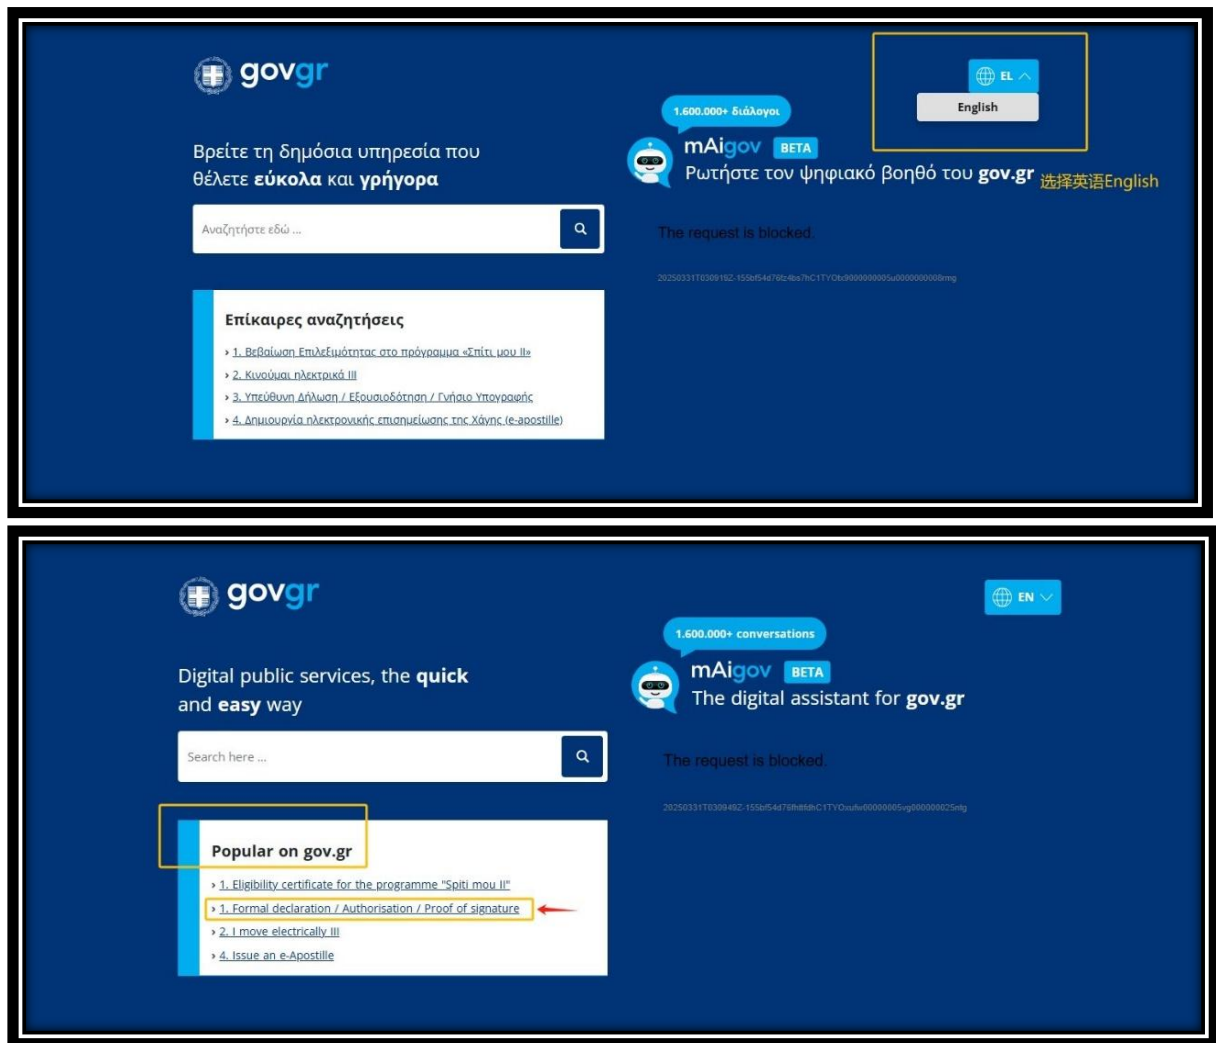 govgr
EL
English
1.600.000+ διάλογοι
mAigov BETA
Ρωτήστε τον ψηφιακό βοηθό του gov.gr
选择英语English
Βρείτε τη δημόσια υπηρεσία που
θέλετε εύκολα και γρήγορα
Αναζητήστε εδώ ...
The request is blocked.
Επίκαιρες αναζητήσεις
› 1. Βεβαίωση Επιλεξιμότητας στο πρόγραμμα «Σπίτι μου ΙΙ»
› 2. Κινούμαι ηλεκτρικά ΙΙΙ
› 3. Υπεύθυνη Δήλωση / Εξουσιοδότηση / Γνήσιο Υπογραφής
› 4. Δημιουργία ηλεκτρονικής επισημείωσης της Χάγης (e-apostille)
govgr
EN
1.600.000+ conversations
mAigov BETA
The digital assistant for gov.gr
Digital public services, the quick
and easy way
Search here ...
The request is blocked.
Popular on gov.gr
› 1. Eligibility certificate for the programme "Spiti mou II"
› 1. Formal declaration / Authorisation / Proof of signature
› 2. I move electrically III
› 4. Issue an e-Apostille